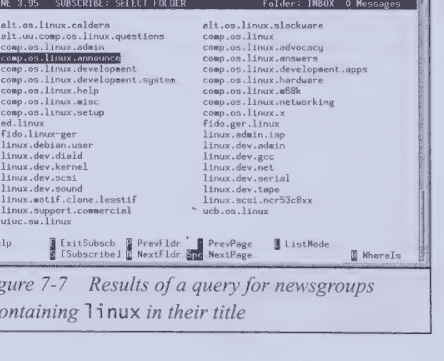 NE 3.95 SUBSCRIBE: SELECT FOLDER Folder: INBOX 0 Messages
alt.os.linux.caldera alt.os.linux.slackware
alt.uu.comp.os.linux.questions comp.os.linux
comp.os.linux.admin comp.os.linux.advocacy
comp.os.linux.announce comp.os.linux.answers
comp.os.linux.development comp.os.linux.development.apps
comp.os.linux.development.system comp.os.linux.hardware
comp.os.linux.help comp.os.linux.m68k
comp.os.linux.misc comp.os.linux.networking
comp.os.linux.setup comp.os.linux.x
ed.linux fido.ger.linux
fido.linux-ger linux.admin.isp
linux.debian.user linux.dev.admin
linux.dev.diald linux.dev.gcc
linux.dev.kernel linux.dev.net
linux.dev.scsi linux.dev.serial
linux.dev.sound linux.dev.tape
linux.motif.clone.lesstif linux.scsi.ncr53c8xx
linux.support.commercial ucb.os.linux
uiuc.sw.linux
lp E ExitSubscb P PrevFldr - PrevPage L ListMode
S [Subscribe] N NextFldr Spc NextPage W WhereIs
gure 7-7 Results of a query for newsgroups
ontaining linux in their title